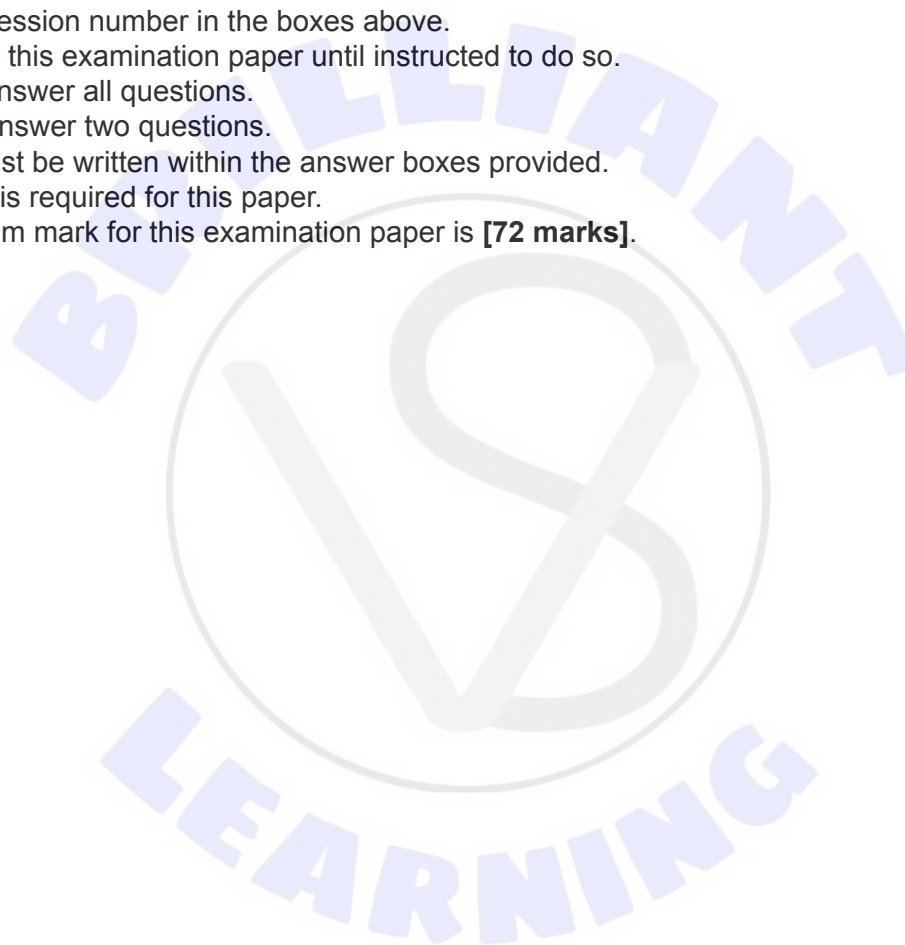 ession number in the boxes above.
this examination paper until instructed to do so.
nswer all questions.
nswer two questions.
st be written within the answer boxes provided.
is required for this paper.
m mark for this examination paper is [72 marks].
BRILLIANT
VS
LEARNING